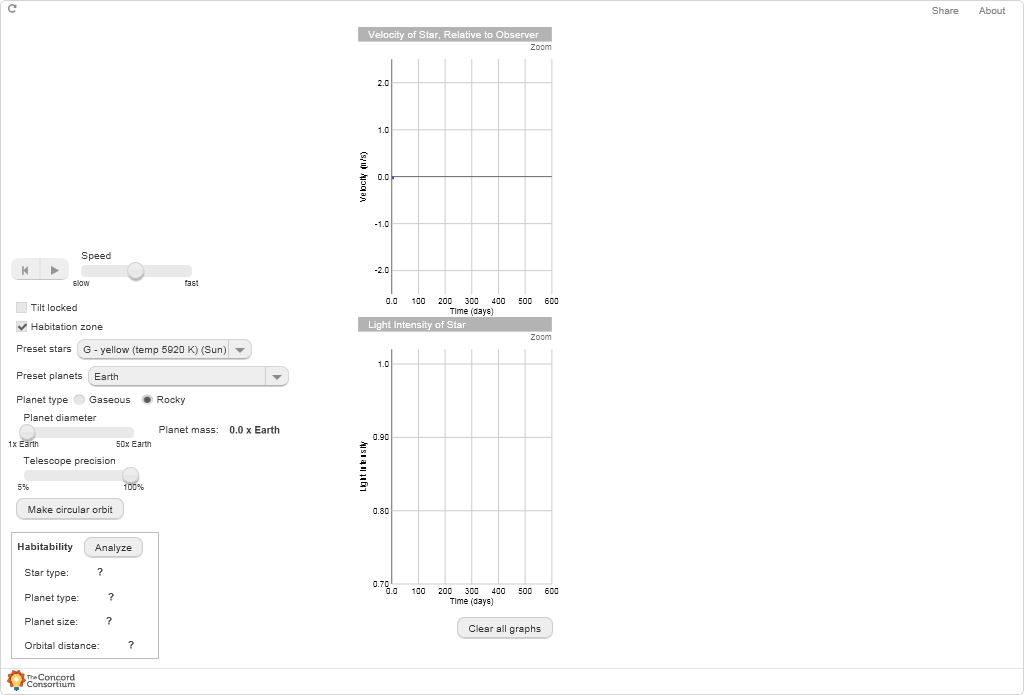 Share About
Velocity of Star, Relative to Observer
Zoom
2.0
1.0
0.0
-1.0
-2.0
Velocity (m/s)
0.0 100 200 300 400 500 600
Time (days)
Light Intensity of Star
Zoom
1.0
0.90
0.80
0.70
Light Intensity
0.0 100 200 300 400 500 600
Time (days)
Clear all graphs
Speed
slow fast
Tilt locked
Habitation zone
Preset stars G - yellow (temp 5920 K) (Sun)
Preset planets Earth
Planet type Gaseous Rocky
Planet diameter
1x Earth 50x Earth
Planet mass: 0.0 x Earth
Telescope precision
5% 100%
Make circular orbit
Habitability Analyze
Star type: ?
Planet type: ?
Planet size: ?
Orbital distance: ?
The Concord
Consortium